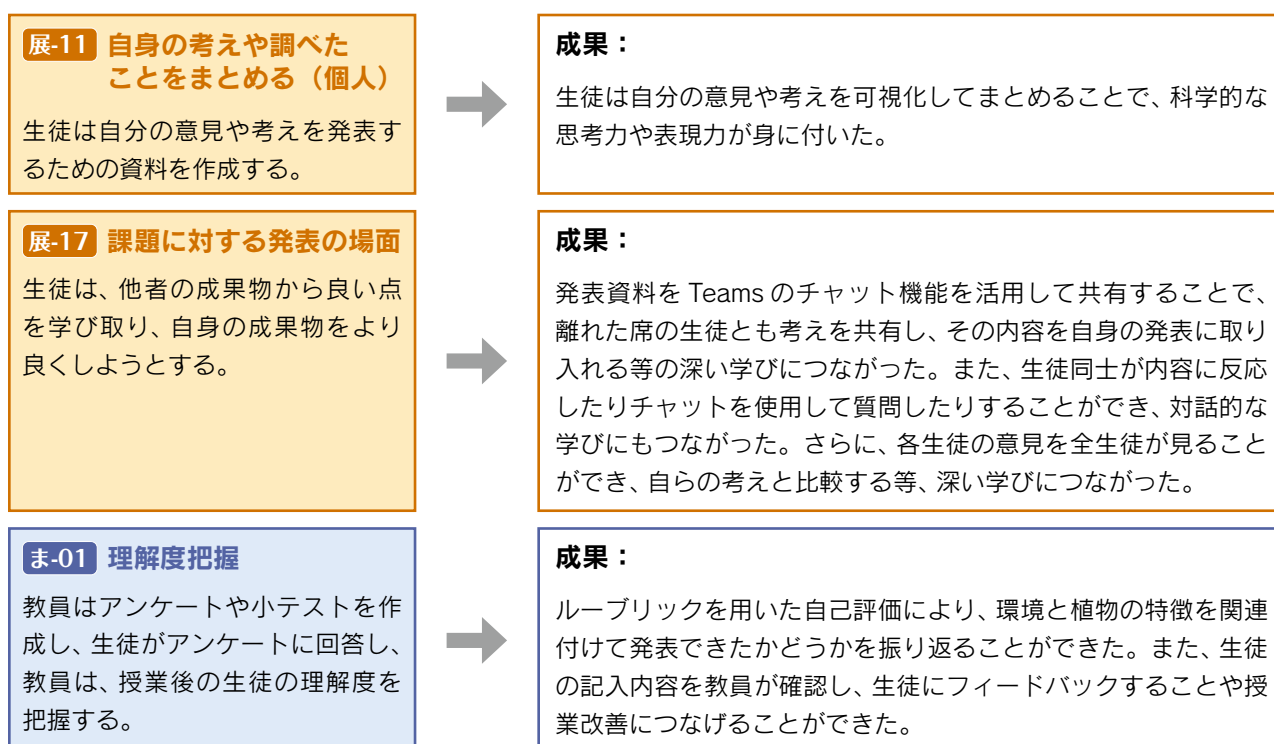 展-11 自身の考えや調べた
ことをまとめる（個人）
生徒は自分の意見や考えを発表す
るための資料を作成する。
成果：
生徒は自分の意見や考えを可視化してまとめることで、科学的な
思考力や表現力が身に付いた。
展-17 課題に対する発表の場面
生徒は、他者の成果物から良い点
を学び取り、自身の成果物をより
良くしようとする。
成果：
発表資料を Teams のチャット機能を活用して共有することで、
離れた席の生徒とも考えを共有し、その内容を自身の発表に取り
入れる等の深い学びにつながった。また、生徒同士が内容に反応
したりチャットを使用して質問したりすることができ、対話的な
学びにもつながった。さらに、各生徒の意見を全生徒が見ること
ができ、自らの考えと比較する等、深い学びにつながった。
ま-01 理解度把握
教員はアンケートや小テストを作
成し、生徒がアンケートに回答し、
教員は、授業後の生徒の理解度を
把握する。
成果：
ルーブリックを用いた自己評価により、環境と植物の特徴を関連
付けて発表できたかどうかを振り返ることができた。また、生徒
の記入内容を教員が確認し、生徒にフィードバックすることや授
業改善につなげることができた。